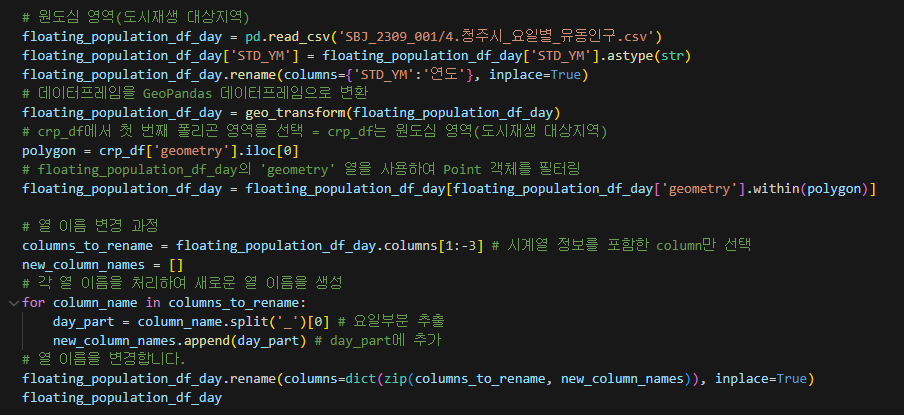 # 원도심 영역(도시재생 대상지역)
floating_population_df_day = pd.read_csv('SBJ_2309_001/4.청주시_요일별_유동인구.csv')
floating_population_df_day['STD_YM'] = floating_population_df_day['STD_YM'].astype(str)
floating_population_df_day.rename(columns={'STD_YM':'연도'}, inplace=True)
# 데이터프레임을 GeoPandas 데이터프레임으로 변환
floating_population_df_day = geo_transform(floating_population_df_day)
# crp_df에서 첫 번째 폴리곤 영역을 선택 = crp_df는 원도심 영역(도시재생 대상지역)
polygon = crp_df['geometry'].iloc[0]
# floating_population_df_day의 'geometry' 열을 사용하여 Point 객체를 필터링
floating_population_df_day = floating_population_df_day[floating_population_df_day['geometry'].within(polygon)]
# 열 이름 변경 과정
columns_to_rename = floating_population_df_day.columns[1:-3] # 시계열 정보를 포함한 column만 선택
new_column_names = []
# 각 열 이름을 처리하여 새로운 열 이름을 생성
for column_name in columns_to_rename:
    day_part = column_name.split('_')[0] # 요일부분 추출
    new_column_names.append(day_part) # day_part에 추가
# 열 이름을 변경합니다.
floating_population_df_day.rename(columns=dict(zip(columns_to_rename, new_column_names)), inplace=True)
floating_population_df_day